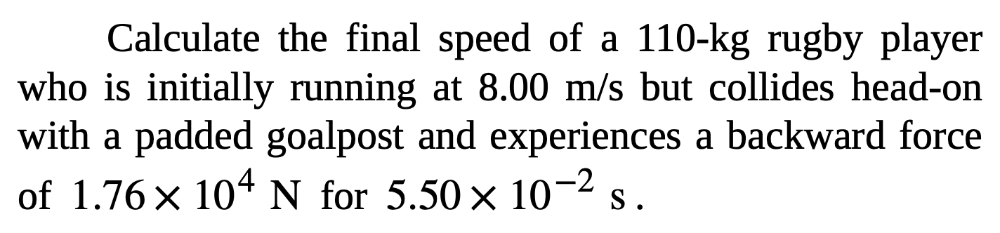 Calculate the final speed of a 110-kg rugby player
who is initially running at 8.00 m/s but collides head-on
with a padded goalpost and experiences a backward force
of 1.76 × 10⁴ N for 5.50 × 10⁻² s .